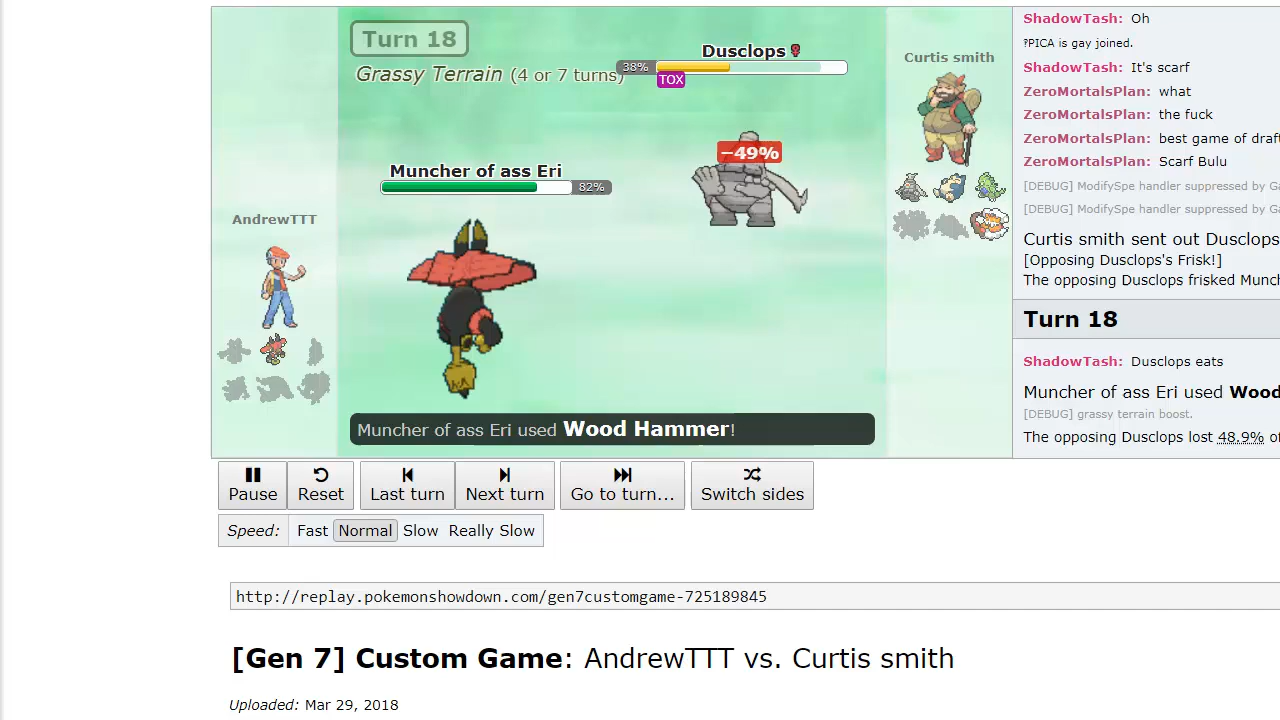 Turn 18
Grassy Terrain (4 or 7 turns)
Dusclops
38%
TOX
−49%
Muncher of ass Eri
82%
AndrewTTT
Curtis smith
Muncher of ass Eri used Wood Hammer!
ShadowTash: Oh
?PICA is gay joined.
ShadowTash: It's scarf
ZeroMortalsPlan: what
ZeroMortalsPlan: the fuck
ZeroMortalsPlan: best game of draft
ZeroMortalsPlan: Scarf Bulu
[DEBUG] ModifySpe handler suppressed by Ga
[DEBUG] ModifySpe handler suppressed by Ga
Curtis smith sent out Dusclops
[Opposing Dusclops's Frisk!]
The opposing Dusclops frisked Munch
Turn 18
ShadowTash: Dusclops eats
Muncher of ass Eri used Wood
[DEBUG] grassy terrain boost.
The opposing Dusclops lost 48.9% of
Pause
Reset
Last turn
Next turn
Go to turn...
Switch sides
Speed: Fast Normal Slow Really Slow
http://replay.pokemonshowdown.com/gen7customgame-725189845
[Gen 7] Custom Game: AndrewTTT vs. Curtis smith
Uploaded: Mar 29, 2018